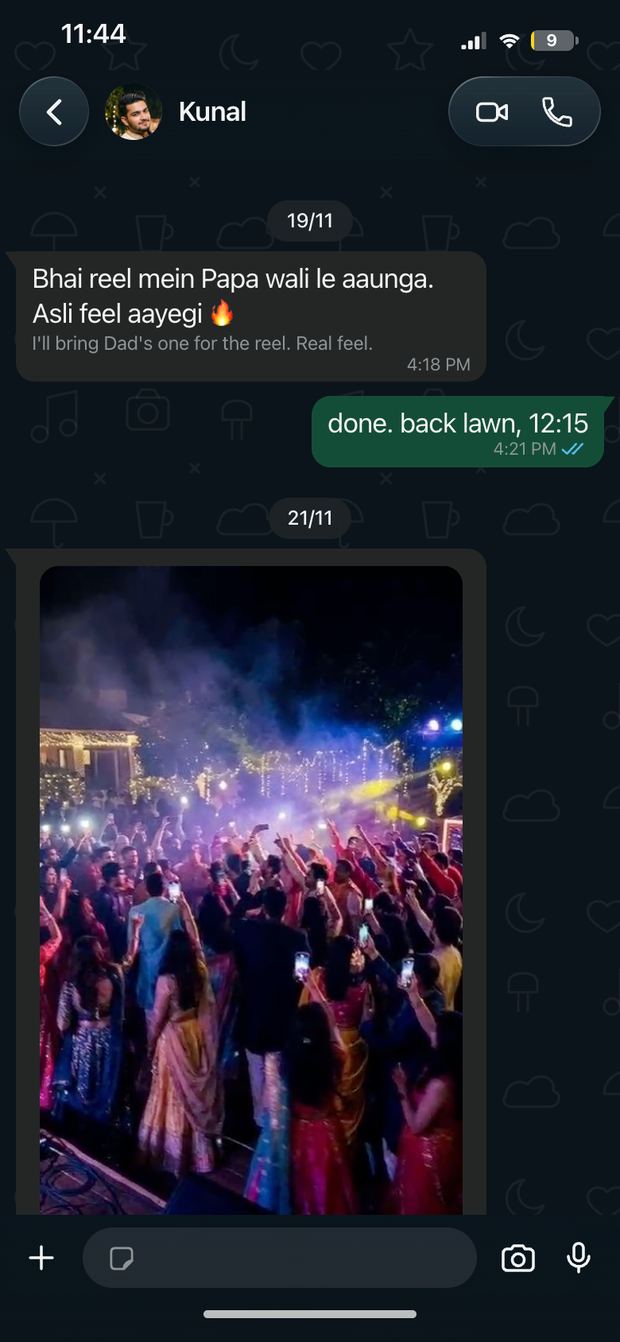 11:44
9
Kunal
19/11
Bhai reel mein Papa wali le aaunga.
Asli feel aayegi 🔥
I'll bring Dad's one for the reel. Real feel.
4:18 PM
done. back lawn, 12:15
4:21 PM
21/11